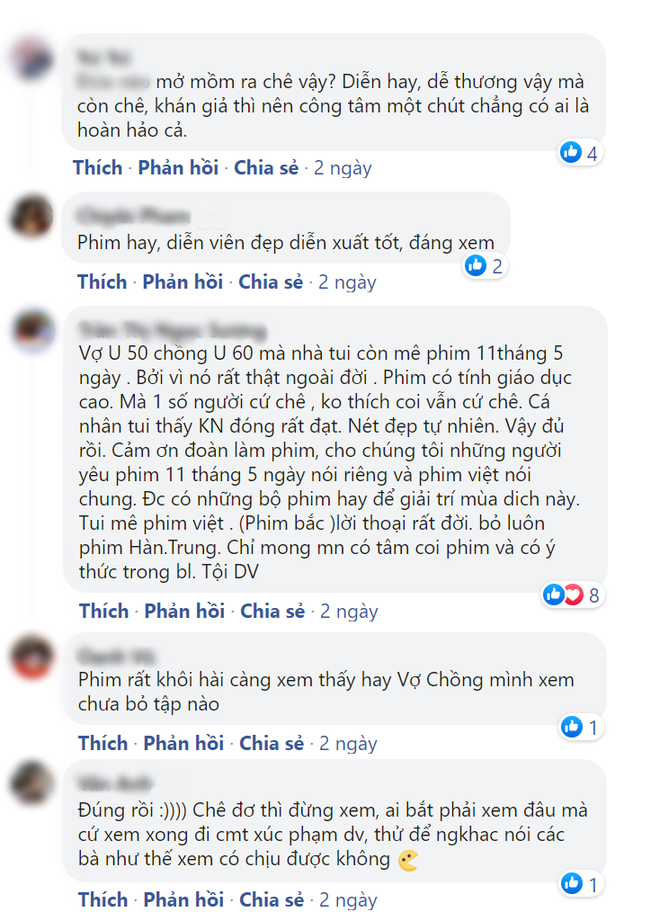 mở mồm ra chê vậy? Diễn hay, dễ thương vậy mà
còn chê, khán giả thì nên công tâm một chút chẳng có ai là
hoàn hảo cả.
4
Thích · Phản hồi · Chia sẻ · 2 ngày
Phim hay, diễn viên đẹp diễn xuất tốt, đáng xem
2
Thích · Phản hồi · Chia sẻ · 2 ngày
Vợ U 50 chồng U 60 mà nhà tui còn mê phim 11tháng 5
ngày . Bởi vì nó rất thật ngoài đời . Phim có tính giáo dục
cao. Mà 1 số người cứ chê , ko thích coi vẫn cứ chê. Cá
nhân tui thấy KN đóng rất đạt. Nét đẹp tự nhiên. Vậy đủ
rồi. Cảm ơn đoàn làm phim, cho chúng tôi những người
yêu phim 11 tháng 5 ngày nói riêng và phim việt nói
chung. Đc có những bộ phim hay để giải trí mùa dich này.
Tui mê phim việt . (Phim bắc )lời thoại rất đời. bỏ luôn
phim Hàn.Trung. Chỉ mong mn có tâm coi phim và có ý
thức trong bl. Tội DV
8
Thích · Phản hồi · Chia sẻ · 2 ngày
Phim rất khôi hài càng xem thấy hay Vợ Chồng mình xem
chưa bỏ tập nào
1
Thích · Phản hồi · Chia sẻ · 2 ngày
Đúng rồi :)))) Chê đơ thì đừng xem, ai bắt phải xem đâu mà
cứ xem xong đi cmt xúc phạm dv, thử để ngkhac nói các
bà như thế xem có chịu được không
1
Thích · Phản hồi · Chia sẻ · 2 ngày